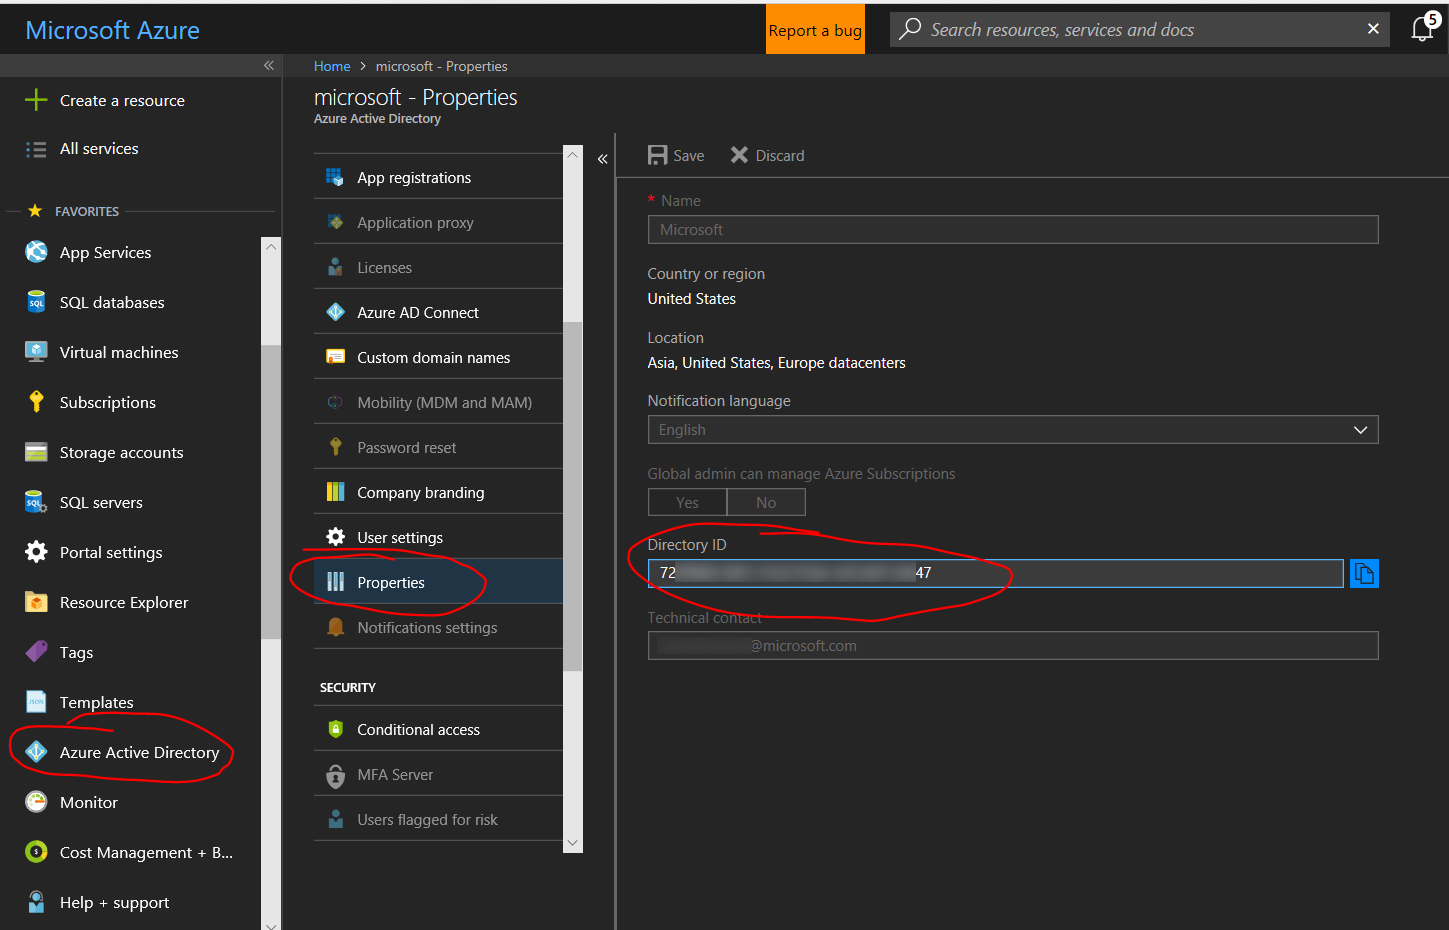 Microsoft Azure
Report a bug
Search resources, services and docs
5
Create a resource
All services
FAVORITES
App Services
SQL databases
Virtual machines
Subscriptions
Storage accounts
SQL servers
Portal settings
Resource Explorer
Tags
Templates
Azure Active Directory
Monitor
Cost Management + B...
Help + support
Home > microsoft - Properties
microsoft - Properties
Azure Active Directory
App registrations
Application proxy
Licenses
Azure AD Connect
Custom domain names
Mobility (MDM and MAM)
Password reset
Company branding
User settings
Properties
Notifications settings
SECURITY
Conditional access
MFA Server
Users flagged for risk
Save
Discard
* Name
Microsoft
Country or region
United States
Location
Asia, United States, Europe datacenters
Notification language
English
Global admin can manage Azure Subscriptions
Yes
No
Directory ID
72 47
Technical contact
@microsoft.com